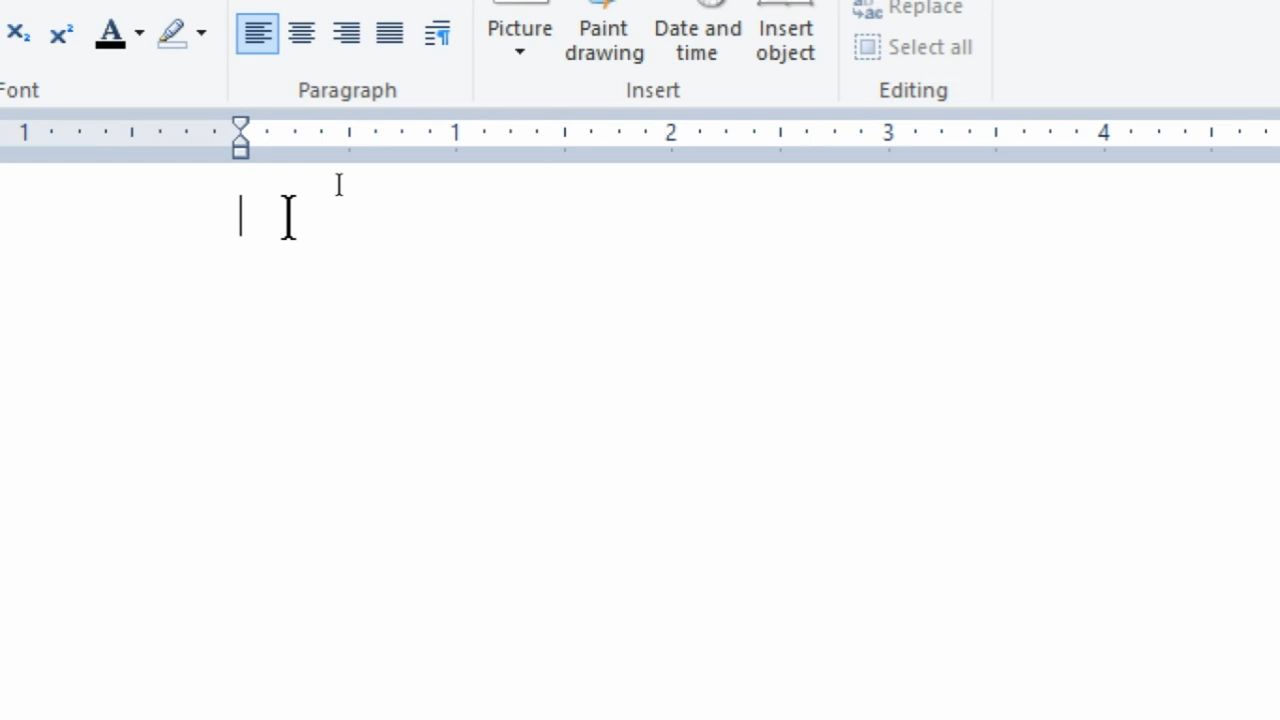 Replace
Picture Paint drawing Date and time Insert object
Select all
Font Paragraph Insert Editing
1 1 2 3 4